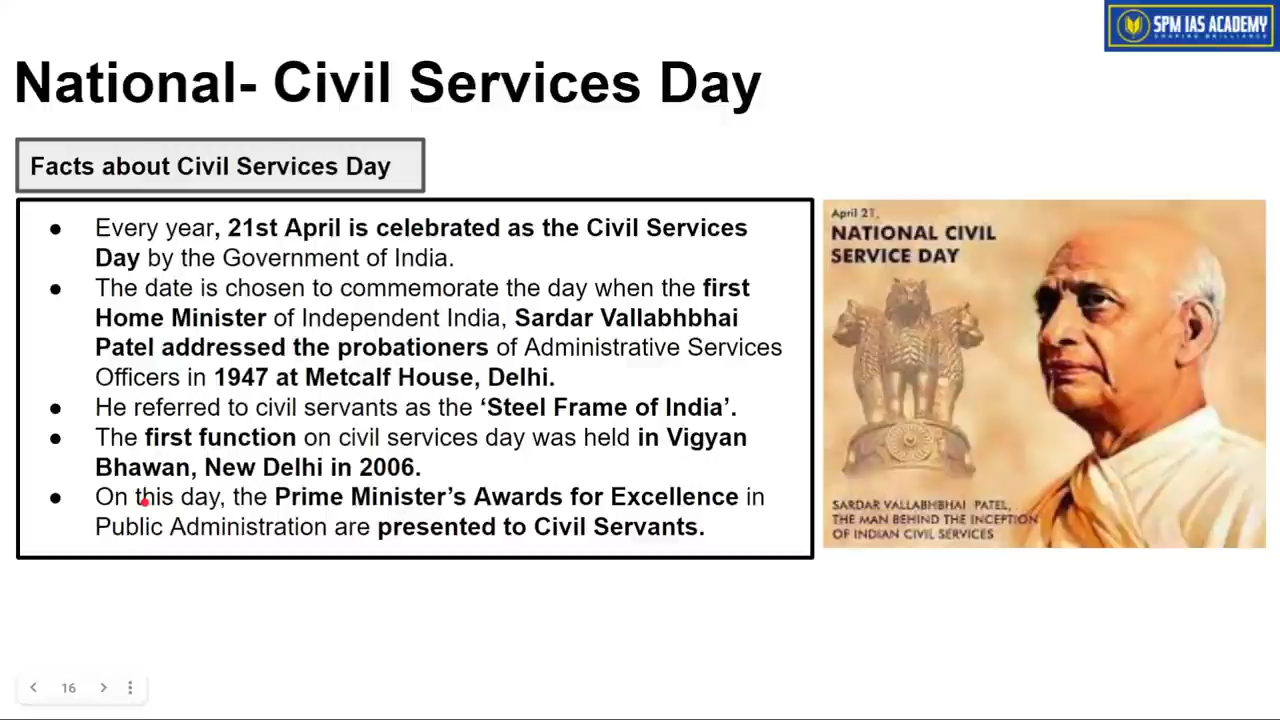 SPM IAS ACADEMY
SHAPING BRILLIANCE
National- Civil Services Day
Facts about Civil Services Day
● Every year, 21st April is celebrated as the Civil Services
Day by the Government of India.
● The date is chosen to commemorate the day when the first
Home Minister of Independent India, Sardar Vallabhbhai
Patel addressed the probationers of Administrative Services
Officers in 1947 at Metcalf House, Delhi.
● He referred to civil servants as the ‘Steel Frame of India’.
● The first function on civil services day was held in Vigyan
Bhawan, New Delhi in 2006.
● On this day, the Prime Minister’s Awards for Excellence in
Public Administration are presented to Civil Servants.
April 21,
NATIONAL CIVIL
SERVICE DAY
SARDAR VALLABHBHAI PATEL,
THE MAN BEHIND THE INCEPTION
OF INDIAN CIVIL SERVICES
16